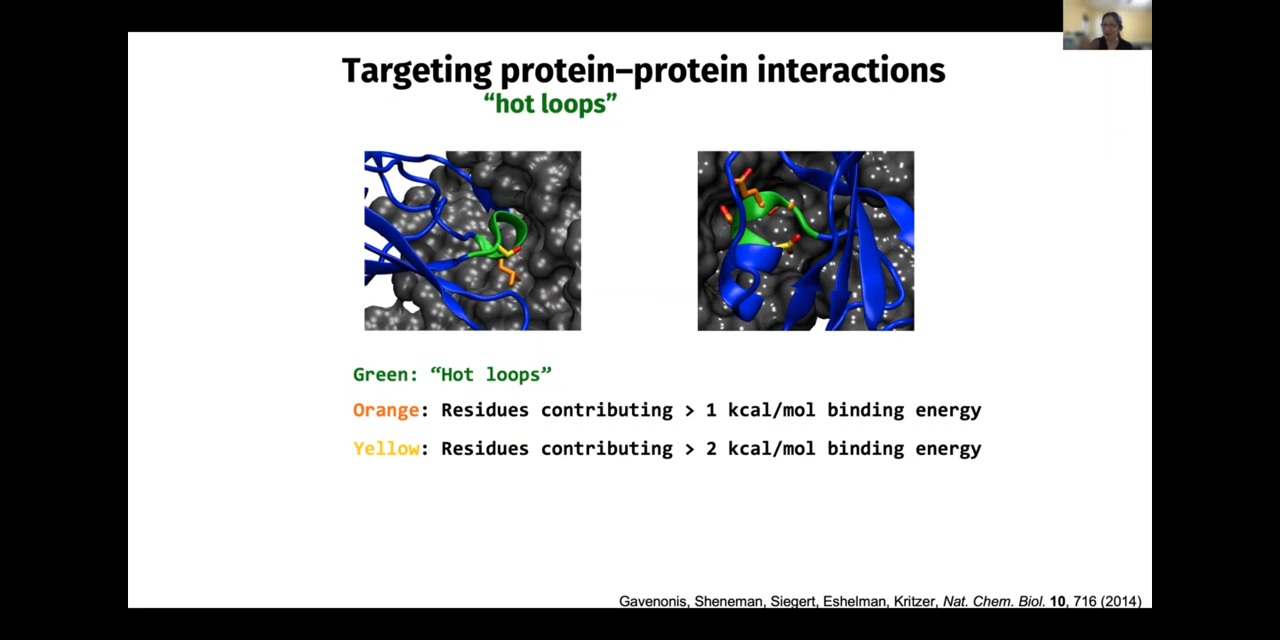 Targeting protein–protein interactions
“hot loops”
Green: “Hot loops”
Orange: Residues contributing > 1 kcal/mol binding energy
Yellow: Residues contributing > 2 kcal/mol binding energy
Gavenonis, Sheneman, Siegert, Eshelman, Kritzer, Nat. Chem. Biol. 10, 716 (2014)